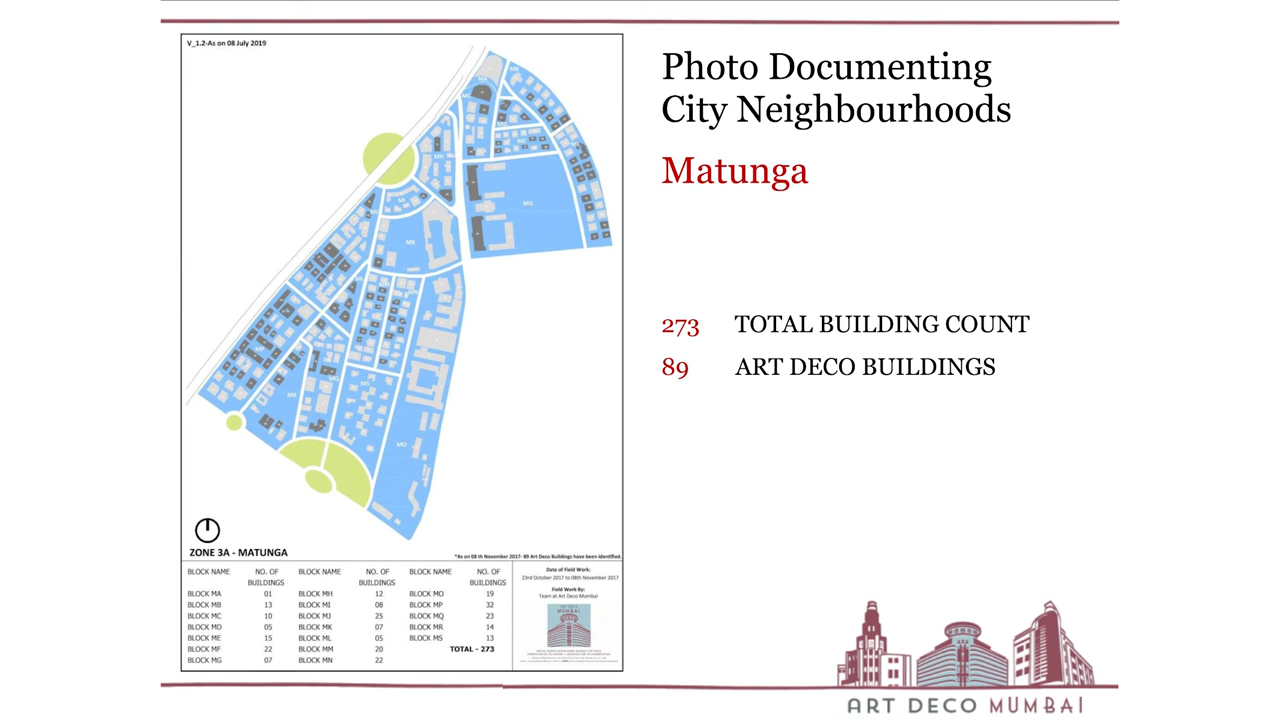 V_1.2-As on 08 July 2019
Photo Documenting
City Neighbourhoods
Matunga
273 TOTAL BUILDING COUNT
89 ART DECO BUILDINGS
ZONE 3A - MATUNGA
*As on 08 th November 2017- 89 Art Deco Buildings have been identified.
BLOCK NAME NO. OF BUILDINGS BLOCK NAME NO. OF BUILDINGS BLOCK NAME NO. OF BUILDINGS
BLOCK MA 01 BLOCK MH 12 BLOCK MO 19
BLOCK MB 13 BLOCK MI 08 BLOCK MP 32
BLOCK MC 10 BLOCK MJ 25 BLOCK MQ 23
BLOCK MD 05 BLOCK MK 07 BLOCK MR 14
BLOCK ME 15 BLOCK ML 05 BLOCK MS 13
BLOCK MF 22 BLOCK MM 20 TOTAL - 273
BLOCK MG 07 BLOCK MN 22
Date of Field Work:
23rd October 2017 to 08th November 2017
Field Work By:
Team at Art Deco Mumbai
ART DECO
MUMBAI
ART DECO MUMBAI